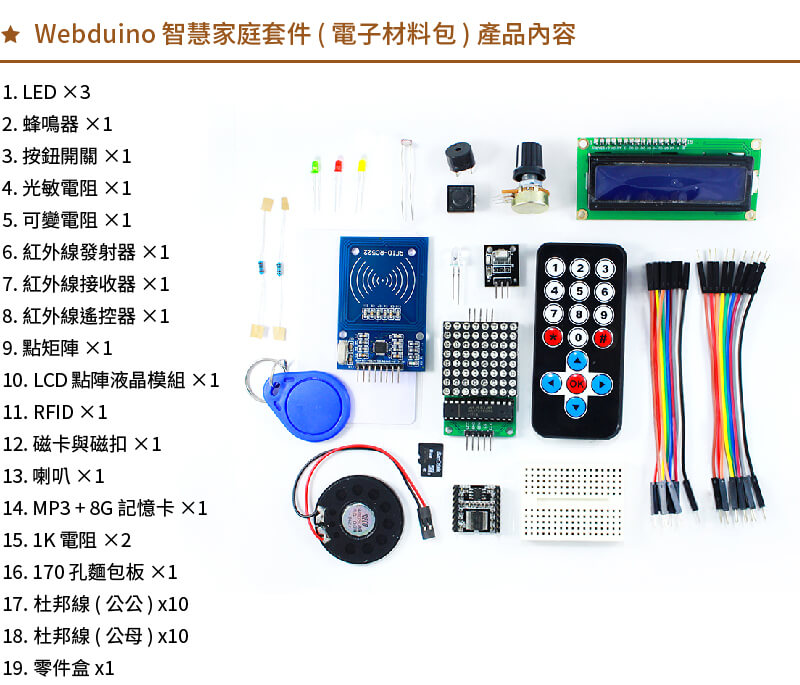 ★ Webduino 智慧家庭套件 ( 電子材料包 ) 產品內容
1. LED ×3
2. 蜂鳴器 ×1
3. 按鈕開關 ×1
4. 光敏電阻 ×1
5. 可變電阻 ×1
6. 紅外線發射器 ×1
7. 紅外線接收器 ×1
8. 紅外線遙控器 ×1
9. 點矩陣 ×1
10. LCD 點陣液晶模組 ×1
11. RFID ×1
12. 磁卡與磁扣 ×1
13. 喇叭 ×1
14. MP3 + 8G 記憶卡 ×1
15. 1K 電阻 ×2
16. 170 孔麵包板 ×1
17. 杜邦線 ( 公公 ) x10
18. 杜邦線 ( 公母 ) x10
19. 零件盒 x1
RFID-RC522
1 2 3
4 5 6
7 8 9
* 0 #
OK